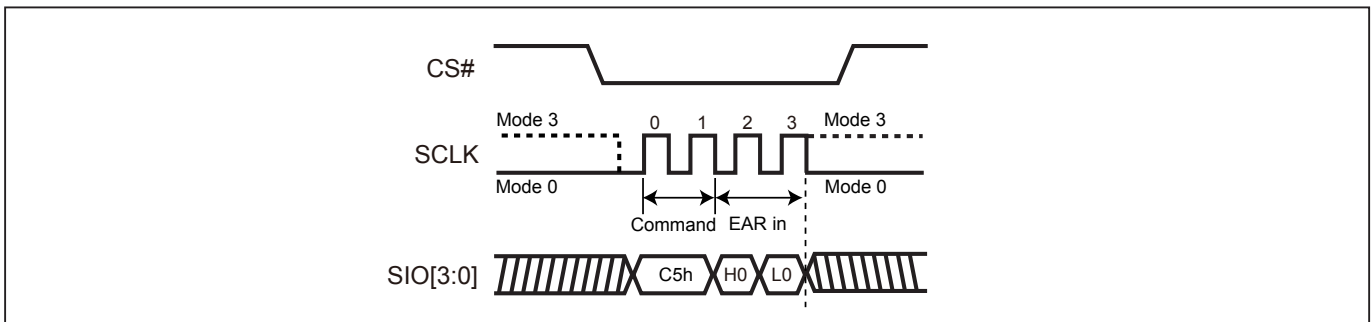 CS#
Mode 3
0 1 2 3
Mode 3
SCLK
Mode 0
Mode 0
Command
EAR in
SIO[3:0]
C5h
H0
L0